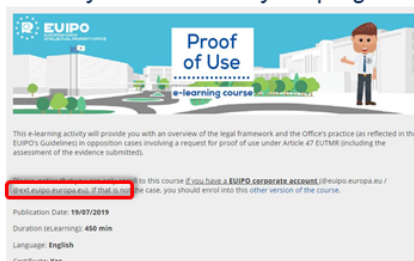 EUIPO
EUROPEAN UNION
INTELLECTUAL PROPERTY OFFICE
Proof
of Use
e-learning course
This e-learning activity will provide you with an overview of the legal framework and the Office's practice (as reflected in the
EUIPO's Guidelines) in opposition cases involving a request for proof of use under Article 47 EUTMR (including the
assessment of the evidence submitted).
to this course if you have a EUIPO corporate account (@euipo.europa.eu /
@ext.euipo.europa.eu). If that is not the case, you should enrol into this other version of the course.
Publication Date: 19/07/2019
Duration (eLearning): 450 min
Language: English